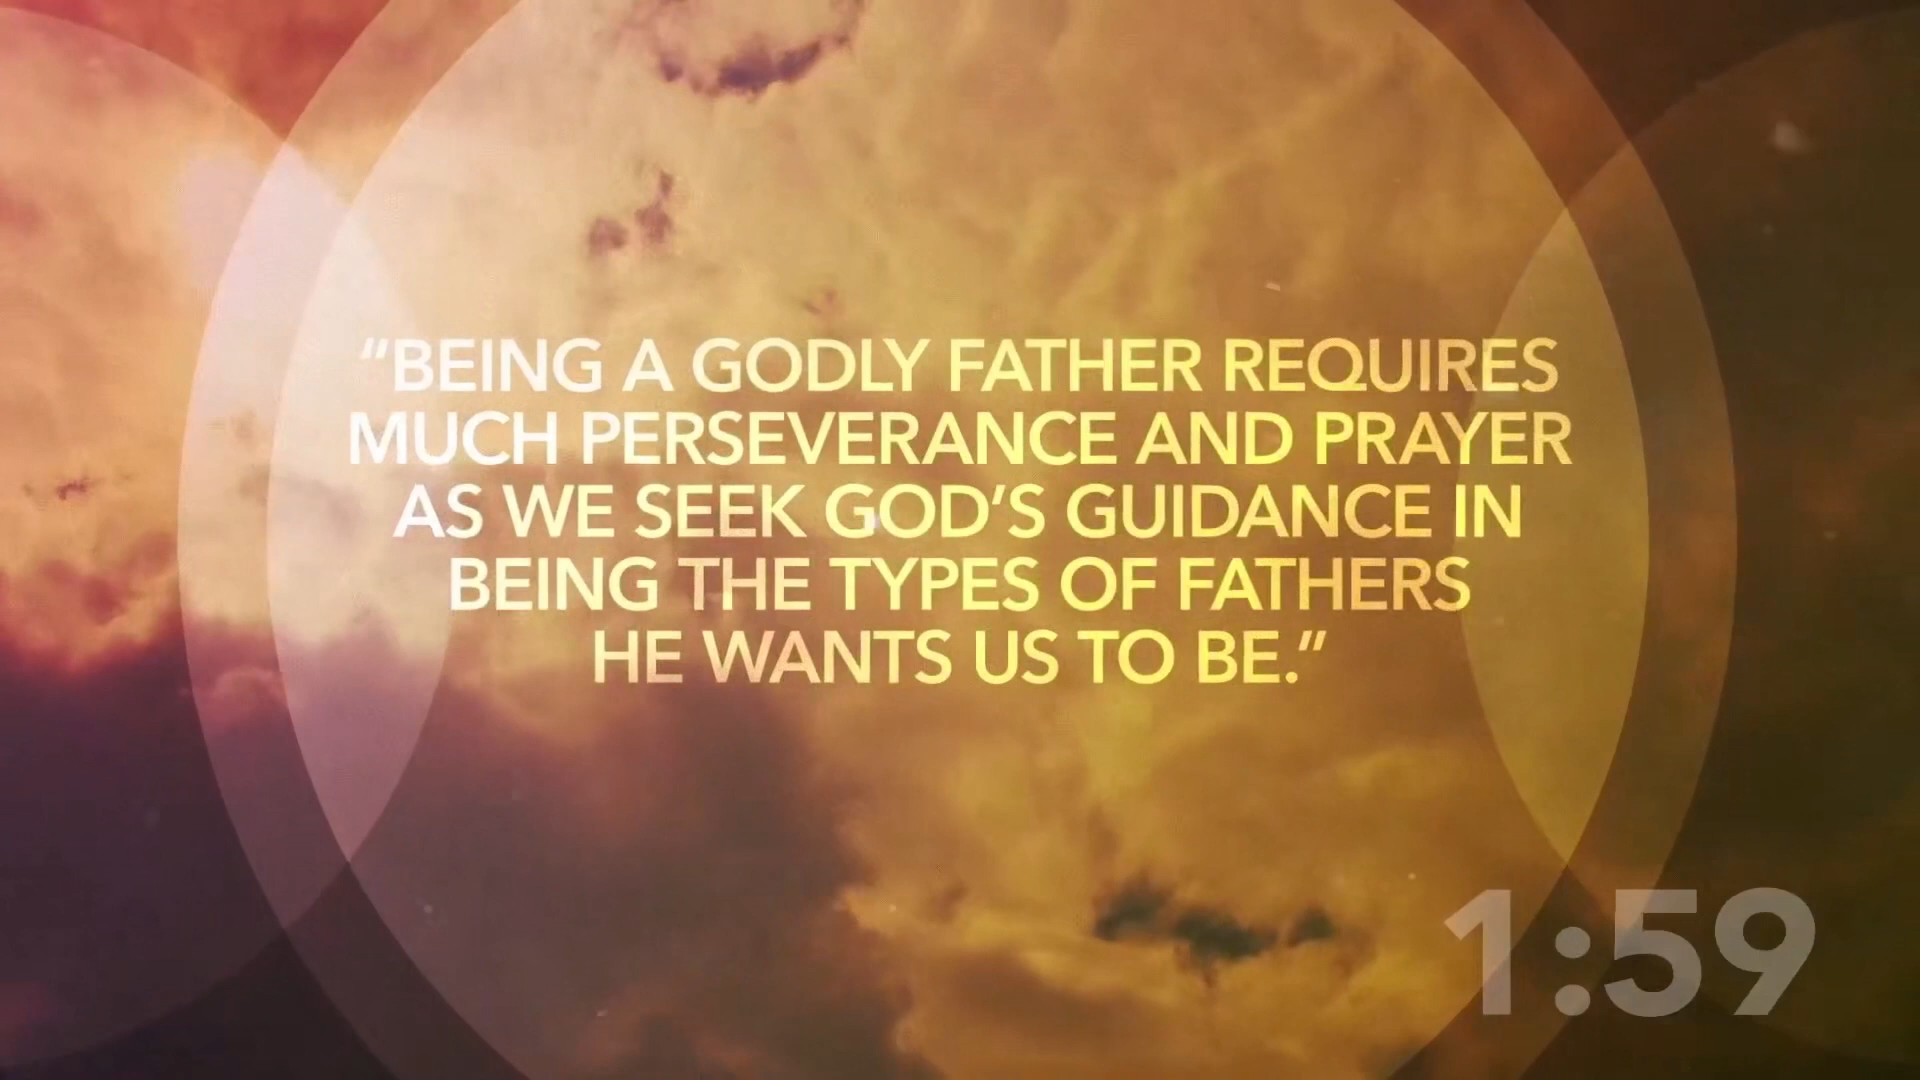 “BEING A GODLY FATHER REQUIRES
MUCH PERSEVERANCE AND PRAYER
AS WE SEEK GOD’S GUIDANCE IN
BEING THE TYPES OF FATHERS
HE WANTS US TO BE.”
1:59